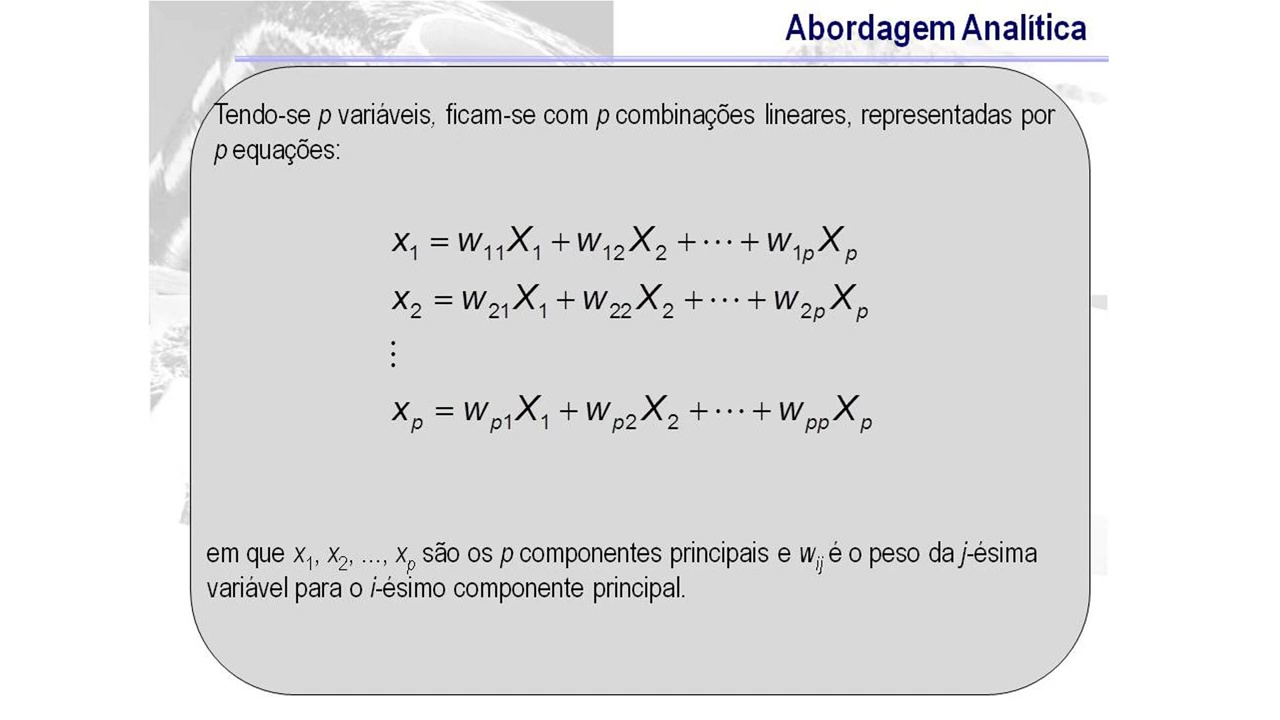 Abordagem Analítica
Tendo-se p variáveis, ficam-se com p combinações lineares, representadas por
p equações:
x₁ = w₁₁X₁ + w₁₂X₂ + ⋯ + w₁ₚXₚ
x₂ = w₂₁X₁ + w₂₂X₂ + ⋯ + w₂ₚXₚ
⋮
xₚ = wₚ₁X₁ + wₚ₂X₂ + ⋯ + wₚₚXₚ
em que x₁, x₂, ..., xₚ são os p componentes principais e wᵢⱼ é o peso da j-ésima
variável para o i-ésimo componente principal.